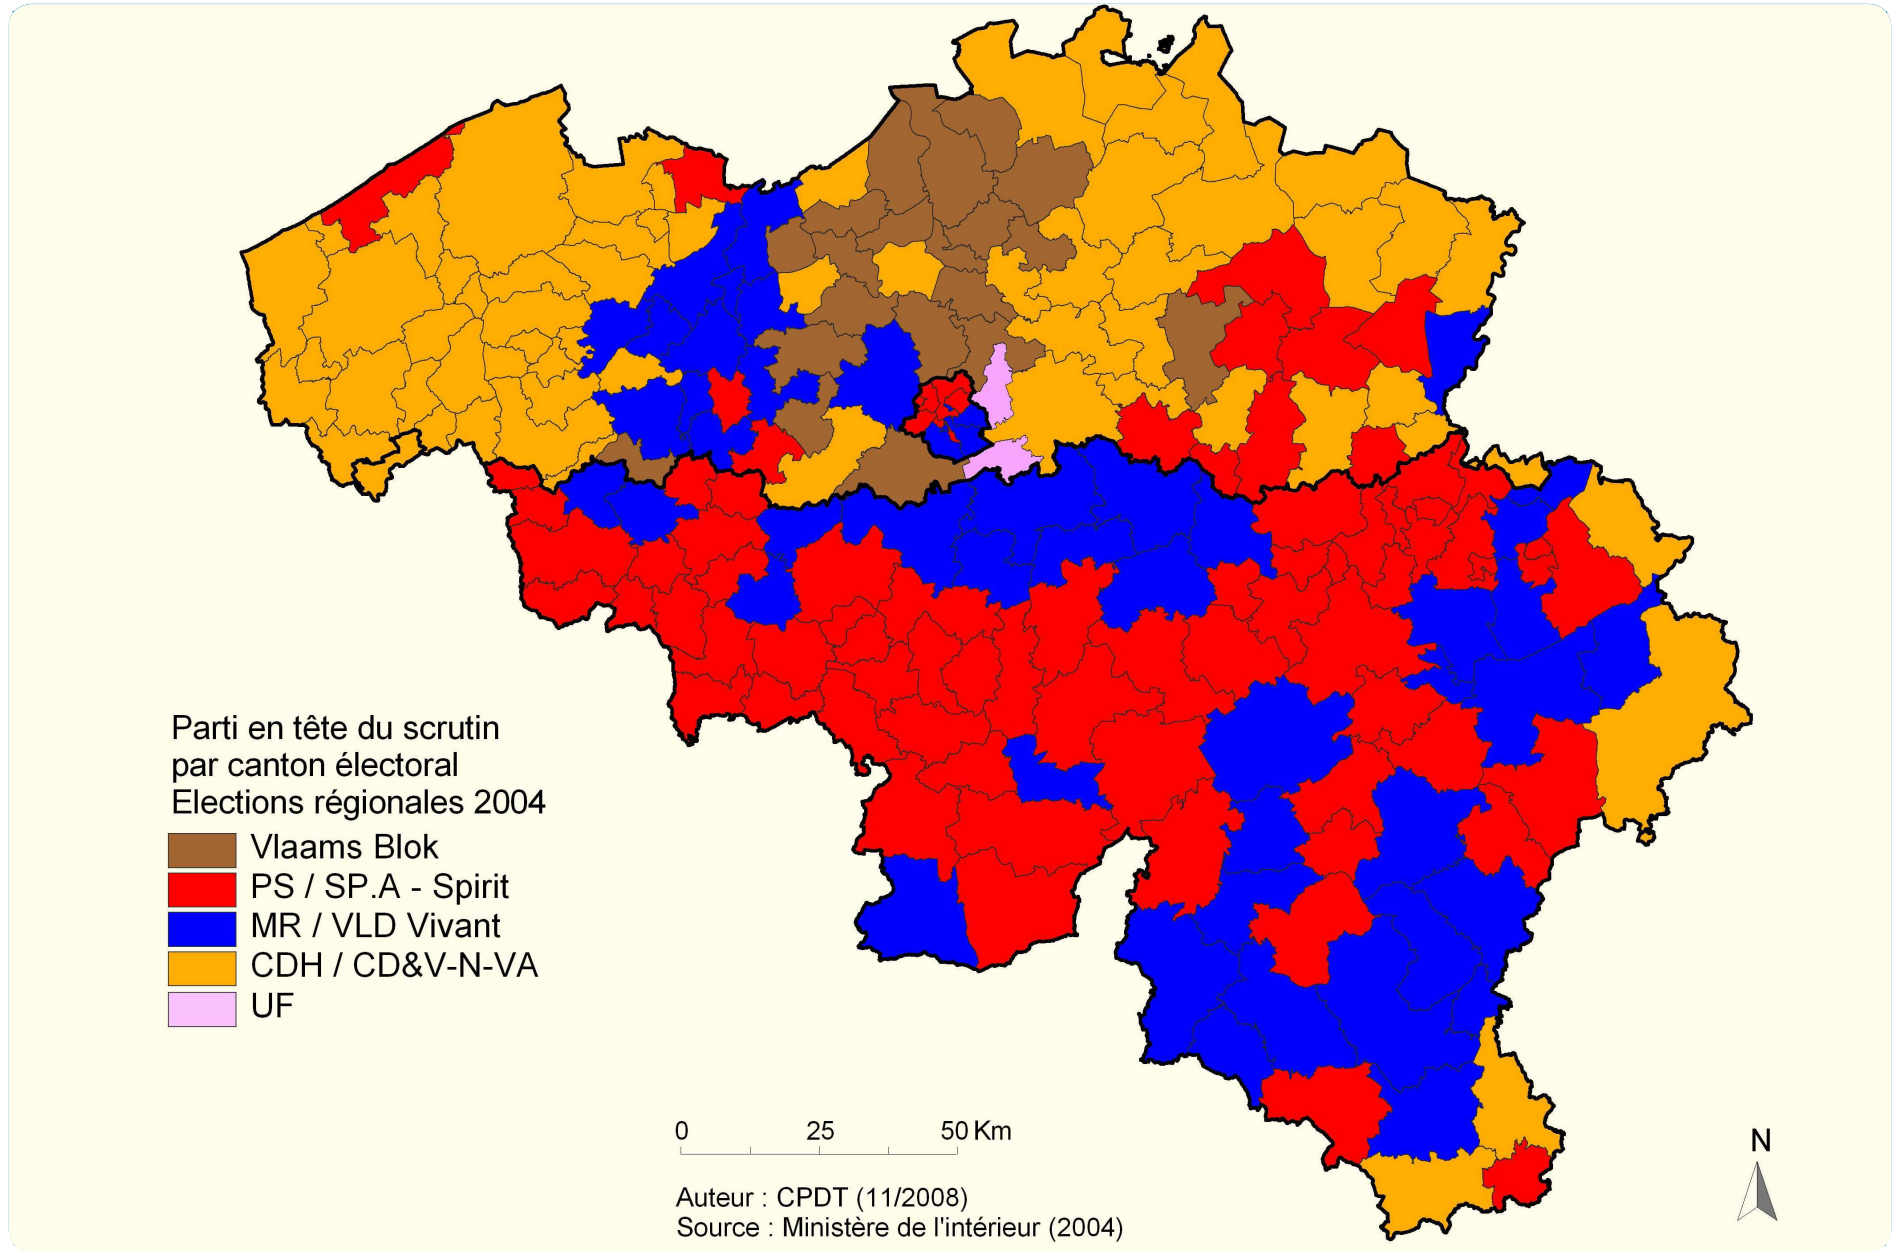 Parti en tête du scrutin
par canton électoral
Elections régionales 2004
Vlaams Blok
PS / SP.A - Spirit
MR / VLD Vivant
CDH / CD&V-N-VA
UF
0 25 50 Km
Auteur : CPDT (11/2008)
Source : Ministère de l'intérieur (2004)
N